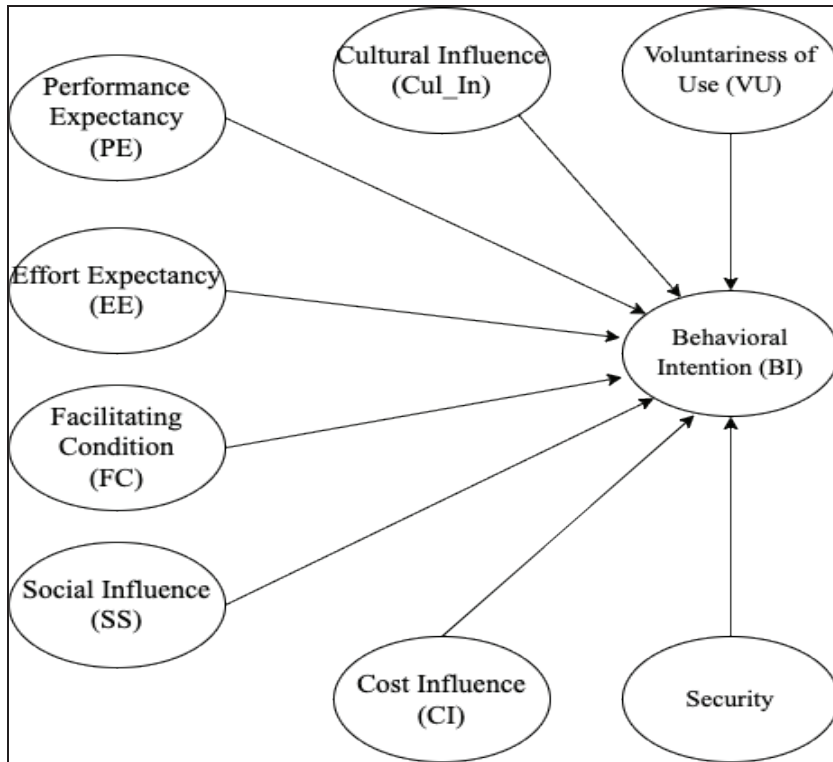 Performance
Expectancy
(PE)
Cultural Influence
(Cul_In)
Voluntariness of
Use (VU)
Effort Expectancy
(EE)
Behavioral
Intention (BI)
Facilitating
Condition
(FC)
Social Influence
(SS)
Cost Influence
(CI)
Security